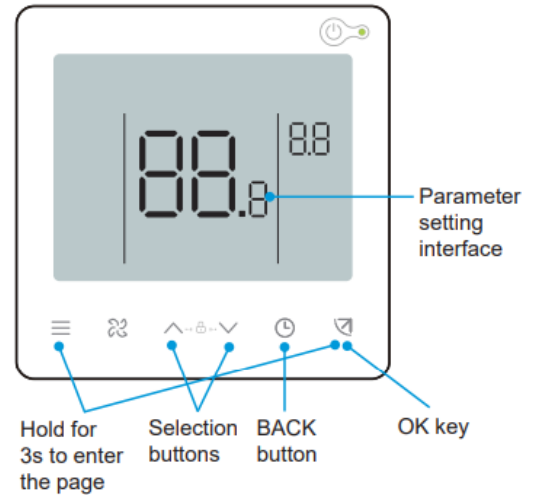 88.8
8.8
Parameter
setting
interface
Hold for
3s to enter
the page
Selection
buttons
BACK
button
OK key